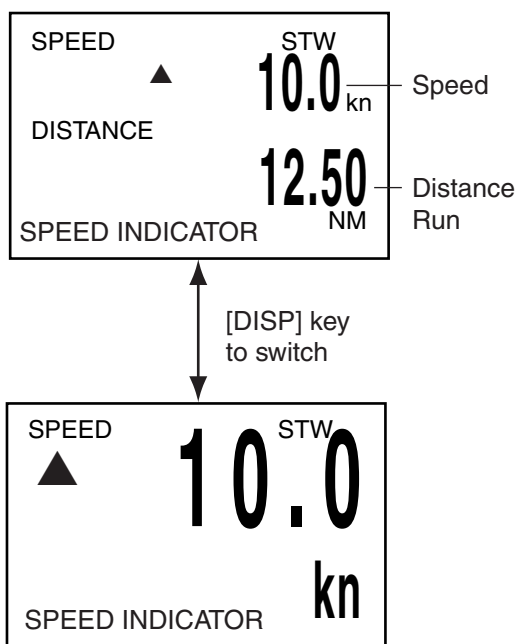 SPEED STW
▲ 10.0 kn Speed
DISTANCE
12.50 Distance
NM Run
SPEED INDICATOR
[DISP] key
to switch
SPEED STW
▲ 10.0
kn
SPEED INDICATOR